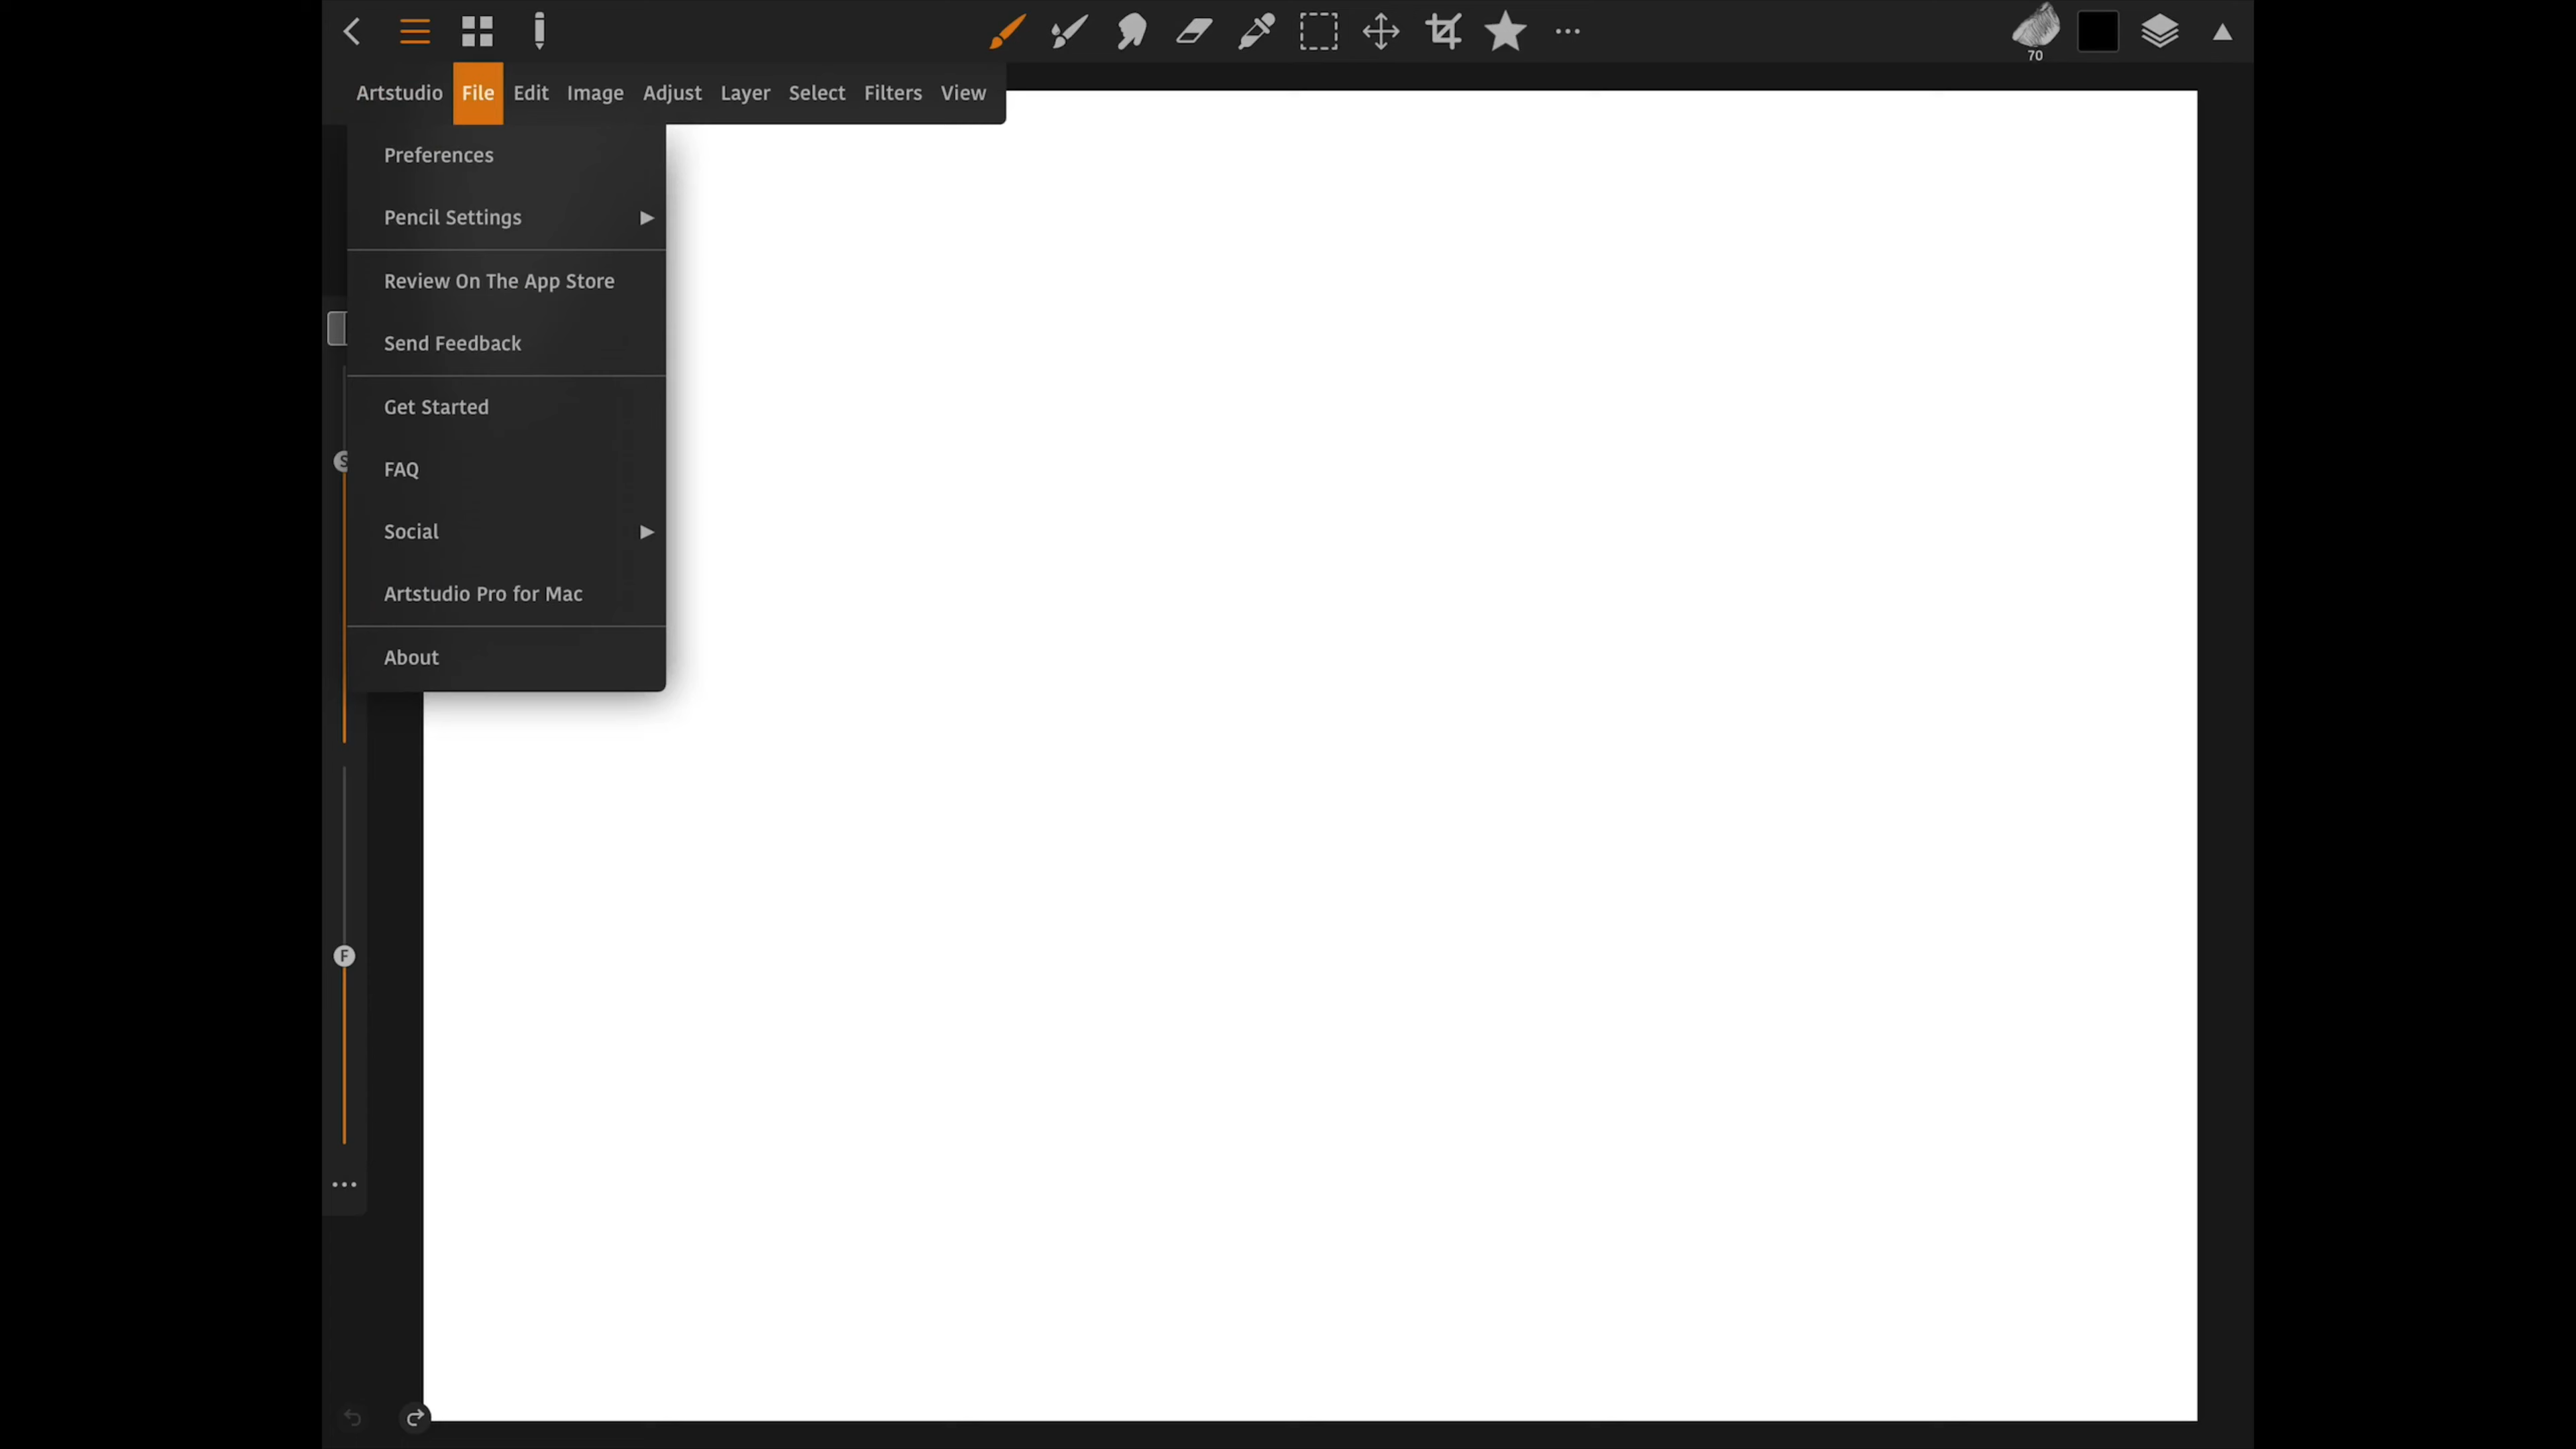 70
Artstudio File Edit Image Adjust Layer Select Filters View
Preferences
Pencil Settings
Review On The App Store
Send Feedback
Get Started
FAQ
S
Social
Artstudio Pro for Mac
About
F